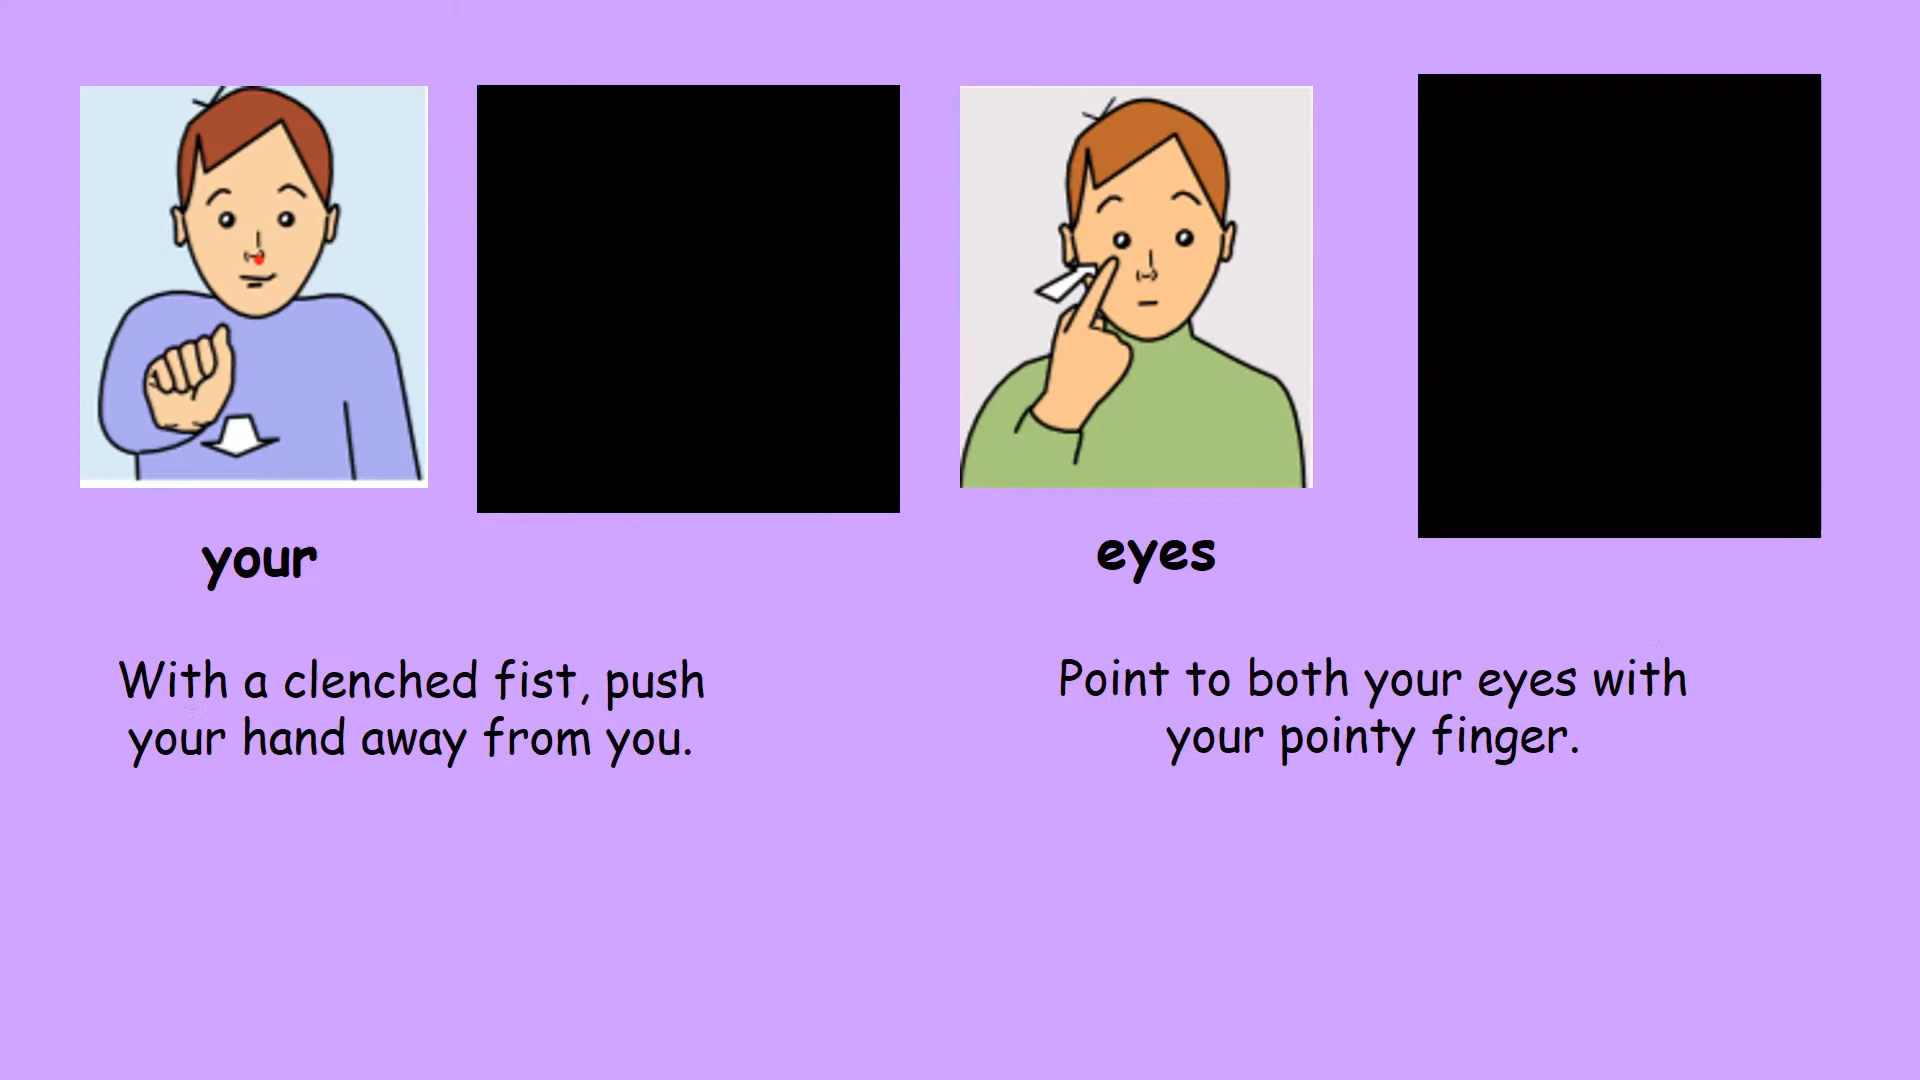 your
eyes
With a clenched fist, push
your hand away from you.
Point to both your eyes with
your pointy finger.